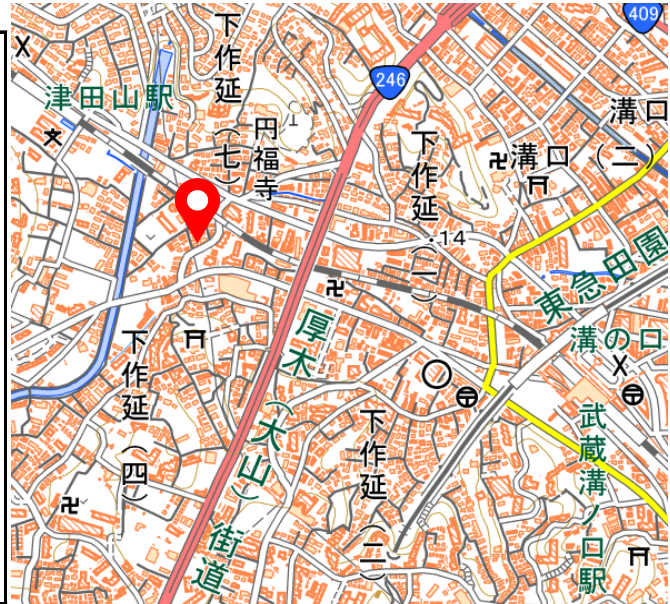 409
津田山駅
下作延（七）
円福寺
246
下作延（一）
溝口（二）
溝口
・14
東急田園
溝の口
厚木（大山）街道
下作延（四）
下作延（二）
武蔵溝ノ口駅